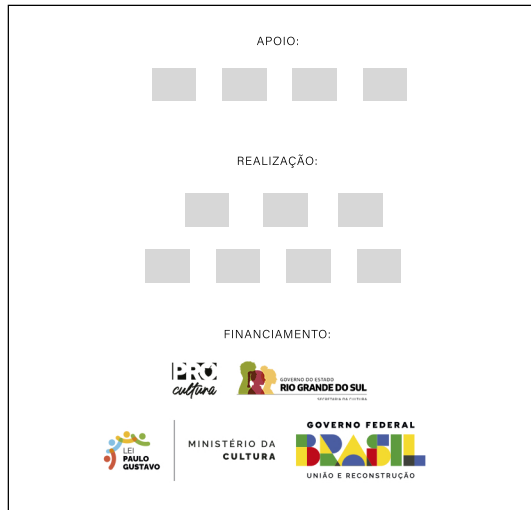 APOIO:
REALIZAÇÃO:
FINANCIAMENTO:
PRÓ
cultura
GOVERNO DO ESTADO
RIO GRANDE DO SUL
SECRETARIA DA CULTURA
LEI
PAULO
GUSTAVO
MINISTÉRIO DA
CULTURA
GOVERNO FEDERAL
BRASIL
UNIÃO E RECONSTRUÇÃO